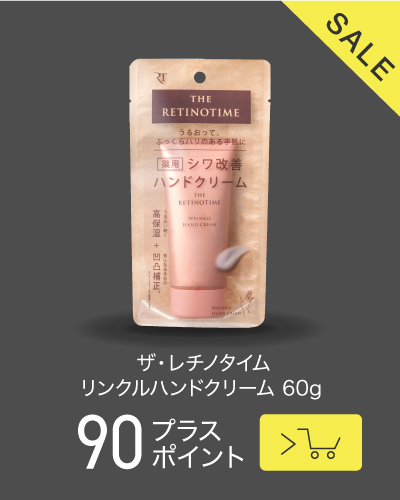 SALE
RT
THE
RETINOTIME
うるおって、
ふっくらハリのある手肌に
薬用 シワ改善
ハンドクリーム
THE
RETINOTIME
WRINKLE
HAND CREAM
高保湿 + 凹凸補正。
WRINKLE
HAND CREAM
ザ・レチノタイム
リンクルハンドクリーム 60g
90 プラス
ポイント